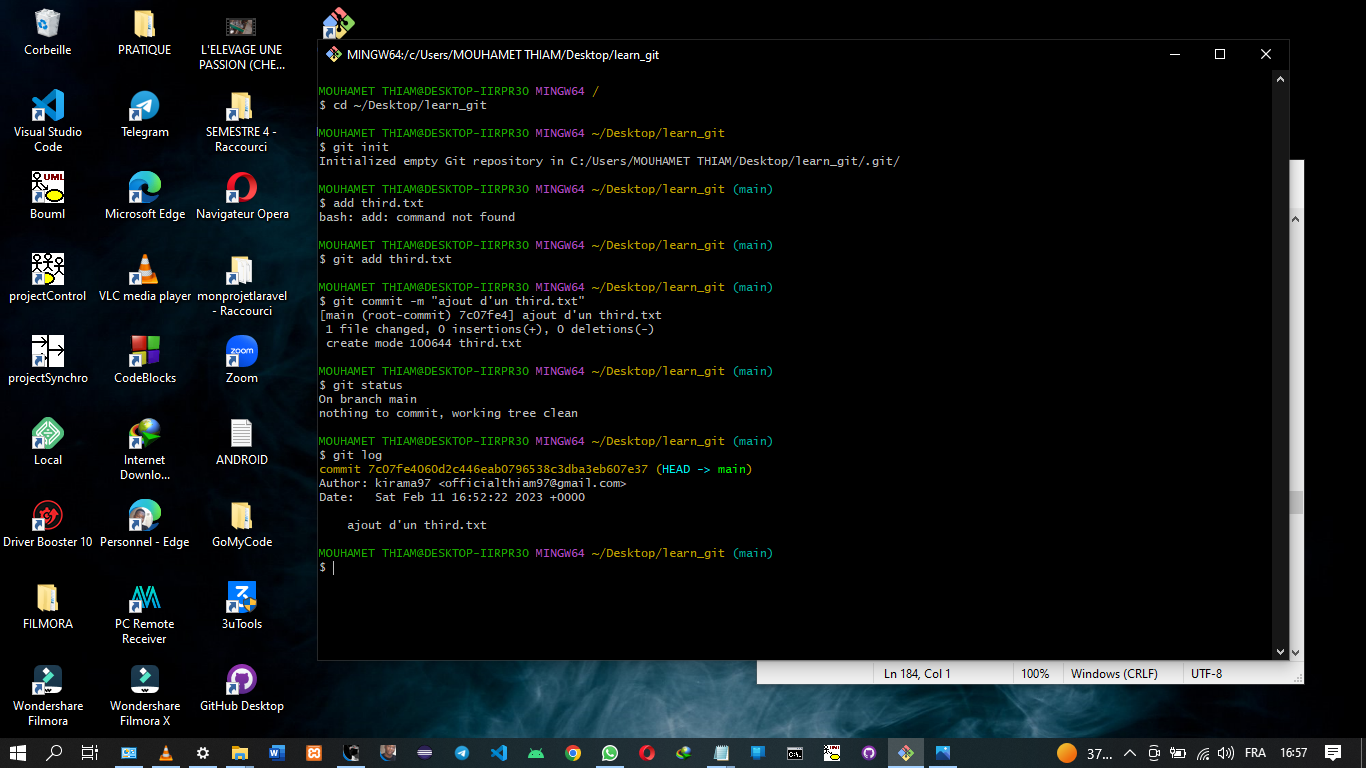 Corbeille
PRATIQUE
L'ELEVAGE UNE
PASSION (CHE...
Visual Studio
Code
Telegram
SEMESTRE 4 -
Raccourci
UML
Bouml
Microsoft Edge
Navigateur Opera
projectControl
VLC media player
monprojetlaravel
- Raccourci
projectSynchro
CodeBlocks
zoom
Zoom
Local
Internet
Downlo...
ANDROID
Driver Booster 10
Personnel - Edge
GoMyCode
FILMORA
PC Remote
Receiver
3uTools
Wondershare
Filmora
Wondershare
Filmora X
GitHub Desktop
MINGW64:/c/Users/MOUHAMET THIAM/Desktop/learn_git
MOUHAMET THIAM@DESKTOP-IIRPR3O MINGW64 /
$ cd ~/Desktop/learn_git
MOUHAMET THIAM@DESKTOP-IIRPR3O MINGW64 ~/Desktop/learn_git
$ git init
Initialized empty Git repository in C:/Users/MOUHAMET THIAM/Desktop/learn_git/.git/
MOUHAMET THIAM@DESKTOP-IIRPR3O MINGW64 ~/Desktop/learn_git (main)
$ add third.txt
bash: add: command not found
MOUHAMET THIAM@DESKTOP-IIRPR3O MINGW64 ~/Desktop/learn_git (main)
$ git add third.txt
MOUHAMET THIAM@DESKTOP-IIRPR3O MINGW64 ~/Desktop/learn_git (main)
$ git commit -m "ajout d'un third.txt"
[main (root-commit) 7c07fe4] ajout d'un third.txt
1 file changed, 0 insertions(+), 0 deletions(-)
create mode 100644 third.txt
MOUHAMET THIAM@DESKTOP-IIRPR3O MINGW64 ~/Desktop/learn_git (main)
$ git status
On branch main
nothing to commit, working tree clean
MOUHAMET THIAM@DESKTOP-IIRPR3O MINGW64 ~/Desktop/learn_git (main)
$ git log
commit 7c07fe4060d2c446eab0796538c3dba3eb607e37 (HEAD -> main)
Author: kirama97 <officialthiam97@gmail.com>
Date:   Sat Feb 11 16:52:22 2023 +0000
ajout d'un third.txt
MOUHAMET THIAM@DESKTOP-IIRPR3O MINGW64 ~/Desktop/learn_git (main)
$
Ln 184, Col 1
100%
Windows (CRLF)
UTF-8
37...
FRA
16:57